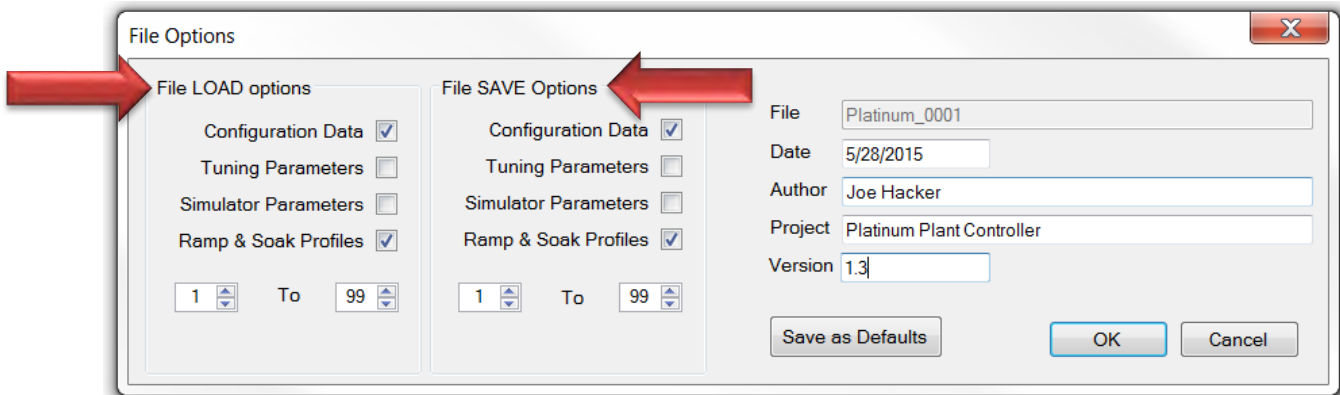 File Options
File LOAD options
Configuration Data
Tuning Parameters
Simulator Parameters
Ramp & Soak Profiles
1 To 99
File SAVE Options
Configuration Data
Tuning Parameters
Simulator Parameters
Ramp & Soak Profiles
1 To 99
File Platinum_0001
Date 5/28/2015
Author Joe Hacker
Project Platinum Plant Controller
Version 1.3
Save as Defaults OK Cancel